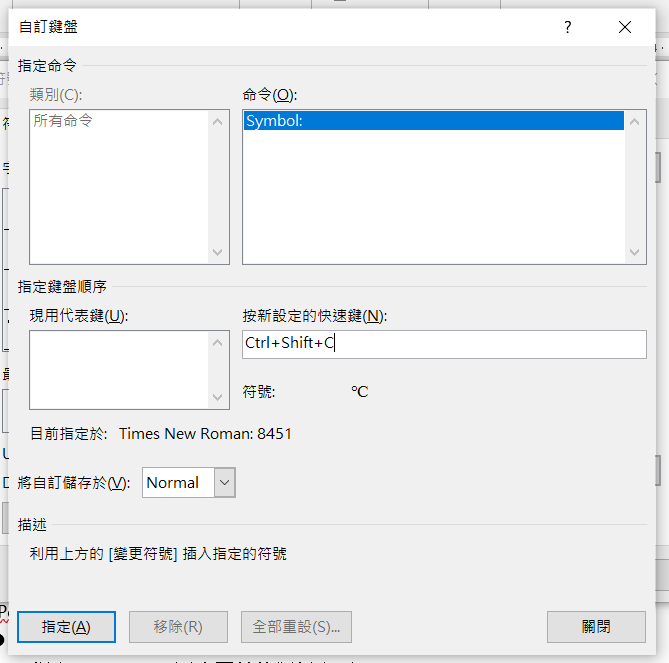 自訂鍵盤
指定命令
類別(C):
命令(O):
所有命令
Symbol:
指定鍵盤順序
現用代表鍵(U):
按新設定的快速鍵(N):
Ctrl+Shift+C
符號: ℃
目前指定於: Times New Roman: 8451
將自訂儲存於(V): Normal
描述
利用上方的 [變更符號] 插入指定的符號
指定(A) 移除(R) 全部重設(S)... 關閉